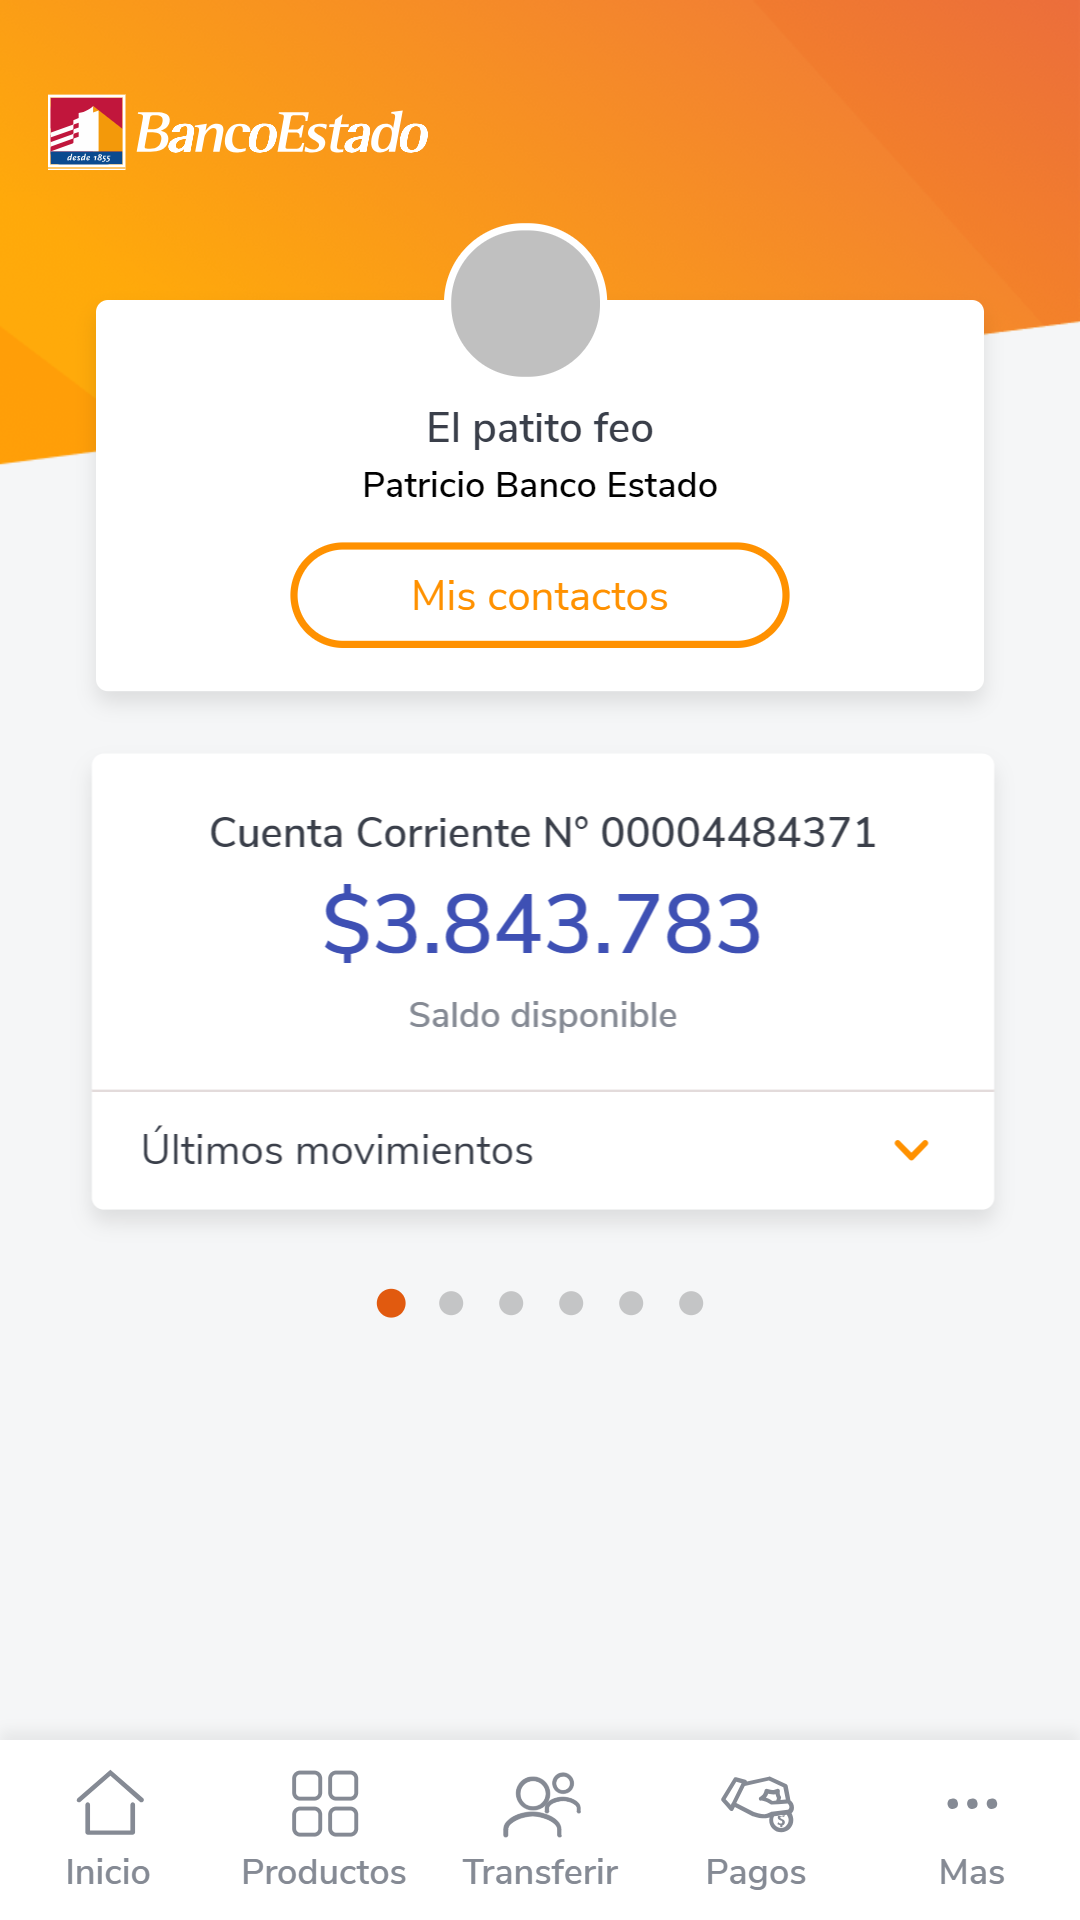 desde 1855
BancoEstado
El patito feo
Patricio Banco Estado
Mis contactos
Cuenta Corriente N° 00004484371
$3.843.783
Saldo disponible
Últimos movimientos
$
Inicio
Productos
Transferir
Pagos
Mas